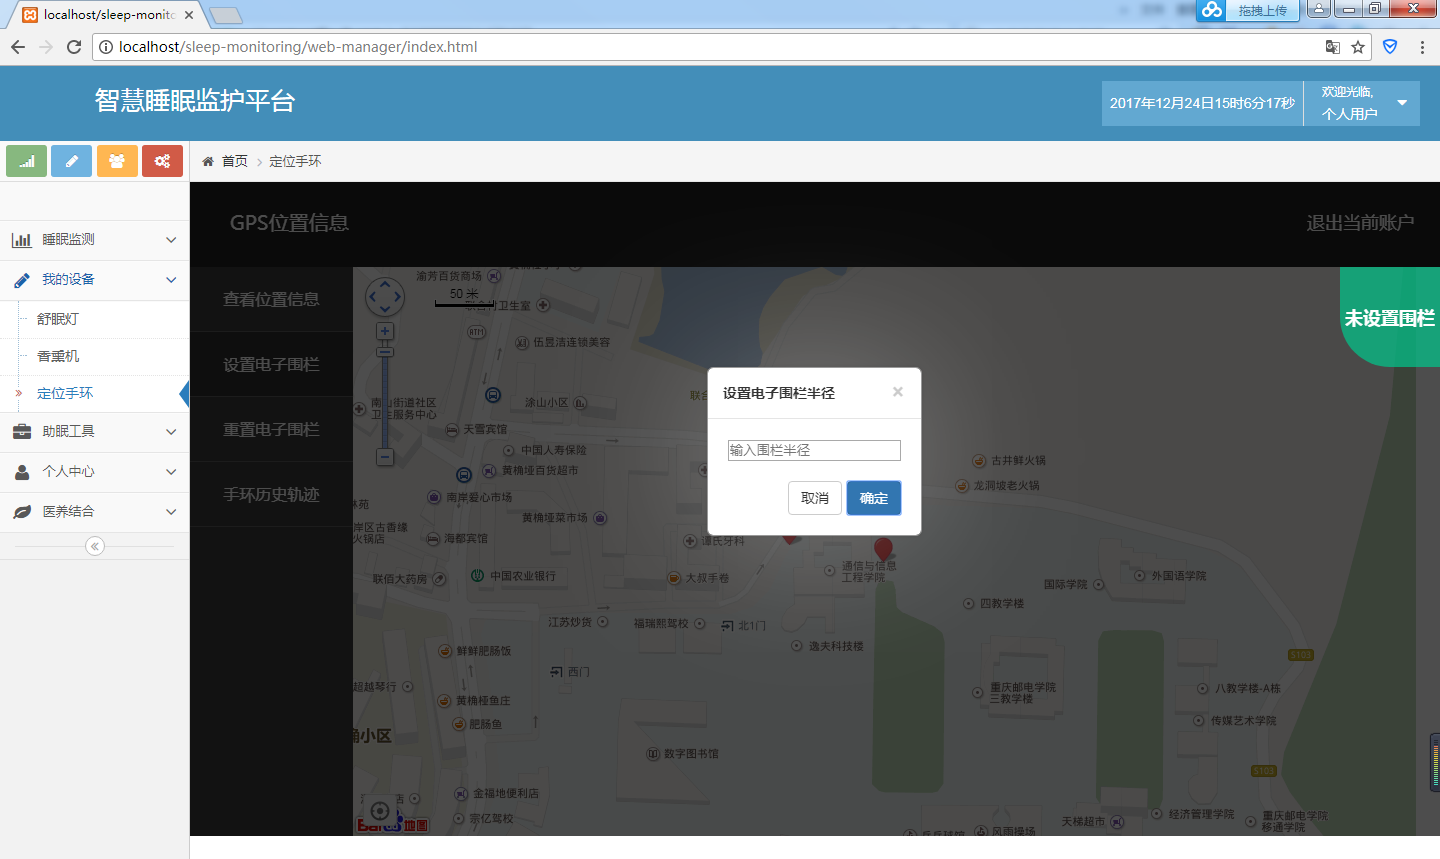 localhost/sleep-monito
拖拽上传
localhost/sleep-monitoring/web-manager/index.html
智慧睡眠监护平台
2017年12月24日15时6分17秒
欢迎光临,
个人用户
首页
定位手环
睡眠监测
我的设备
舒眠灯
香熏机
定位手环
助眠工具
个人中心
医养结合
GPS位置信息
退出当前账户
查看位置信息
设置电子围栏
重置电子围栏
手环历史轨迹
未设置围栏
设置电子围栏半径
×
输入围栏半径
取消
确定
渝芳百货商场
50 米
卫生室
ATM
伍昱洁连锁美容
南山街道社区
卫生服务中心
涂山小区
天雪宾馆
中国人寿保险
黄桷垭百货超市
南岸爱心市场
黄桷垭菜市场
岸区古香缘
火锅店
海都宾馆
谭氏牙科
联佰大药房
中国农业银行
大叔手卷
古井鲜火锅
龙洞坡老火锅
通信与信息
工程学院
国际学院
外国语学院
四教学楼
江苏炒货
福瑞熙驾校
北1门
逸夫科技楼
鲜鲜肥肠饭
西门
超越琴行
黄桷桠鱼庄
肥肠鱼
小区
数字图书馆
重庆邮电学院
三教学楼
S103
八教学楼-A栋
传媒艺术学院
S103
金福地便利店
宗亿驾校
Bai 地图
乒乓球馆
风雨操场
天梯超市
经济管理学院
重庆邮电学院
移通学院